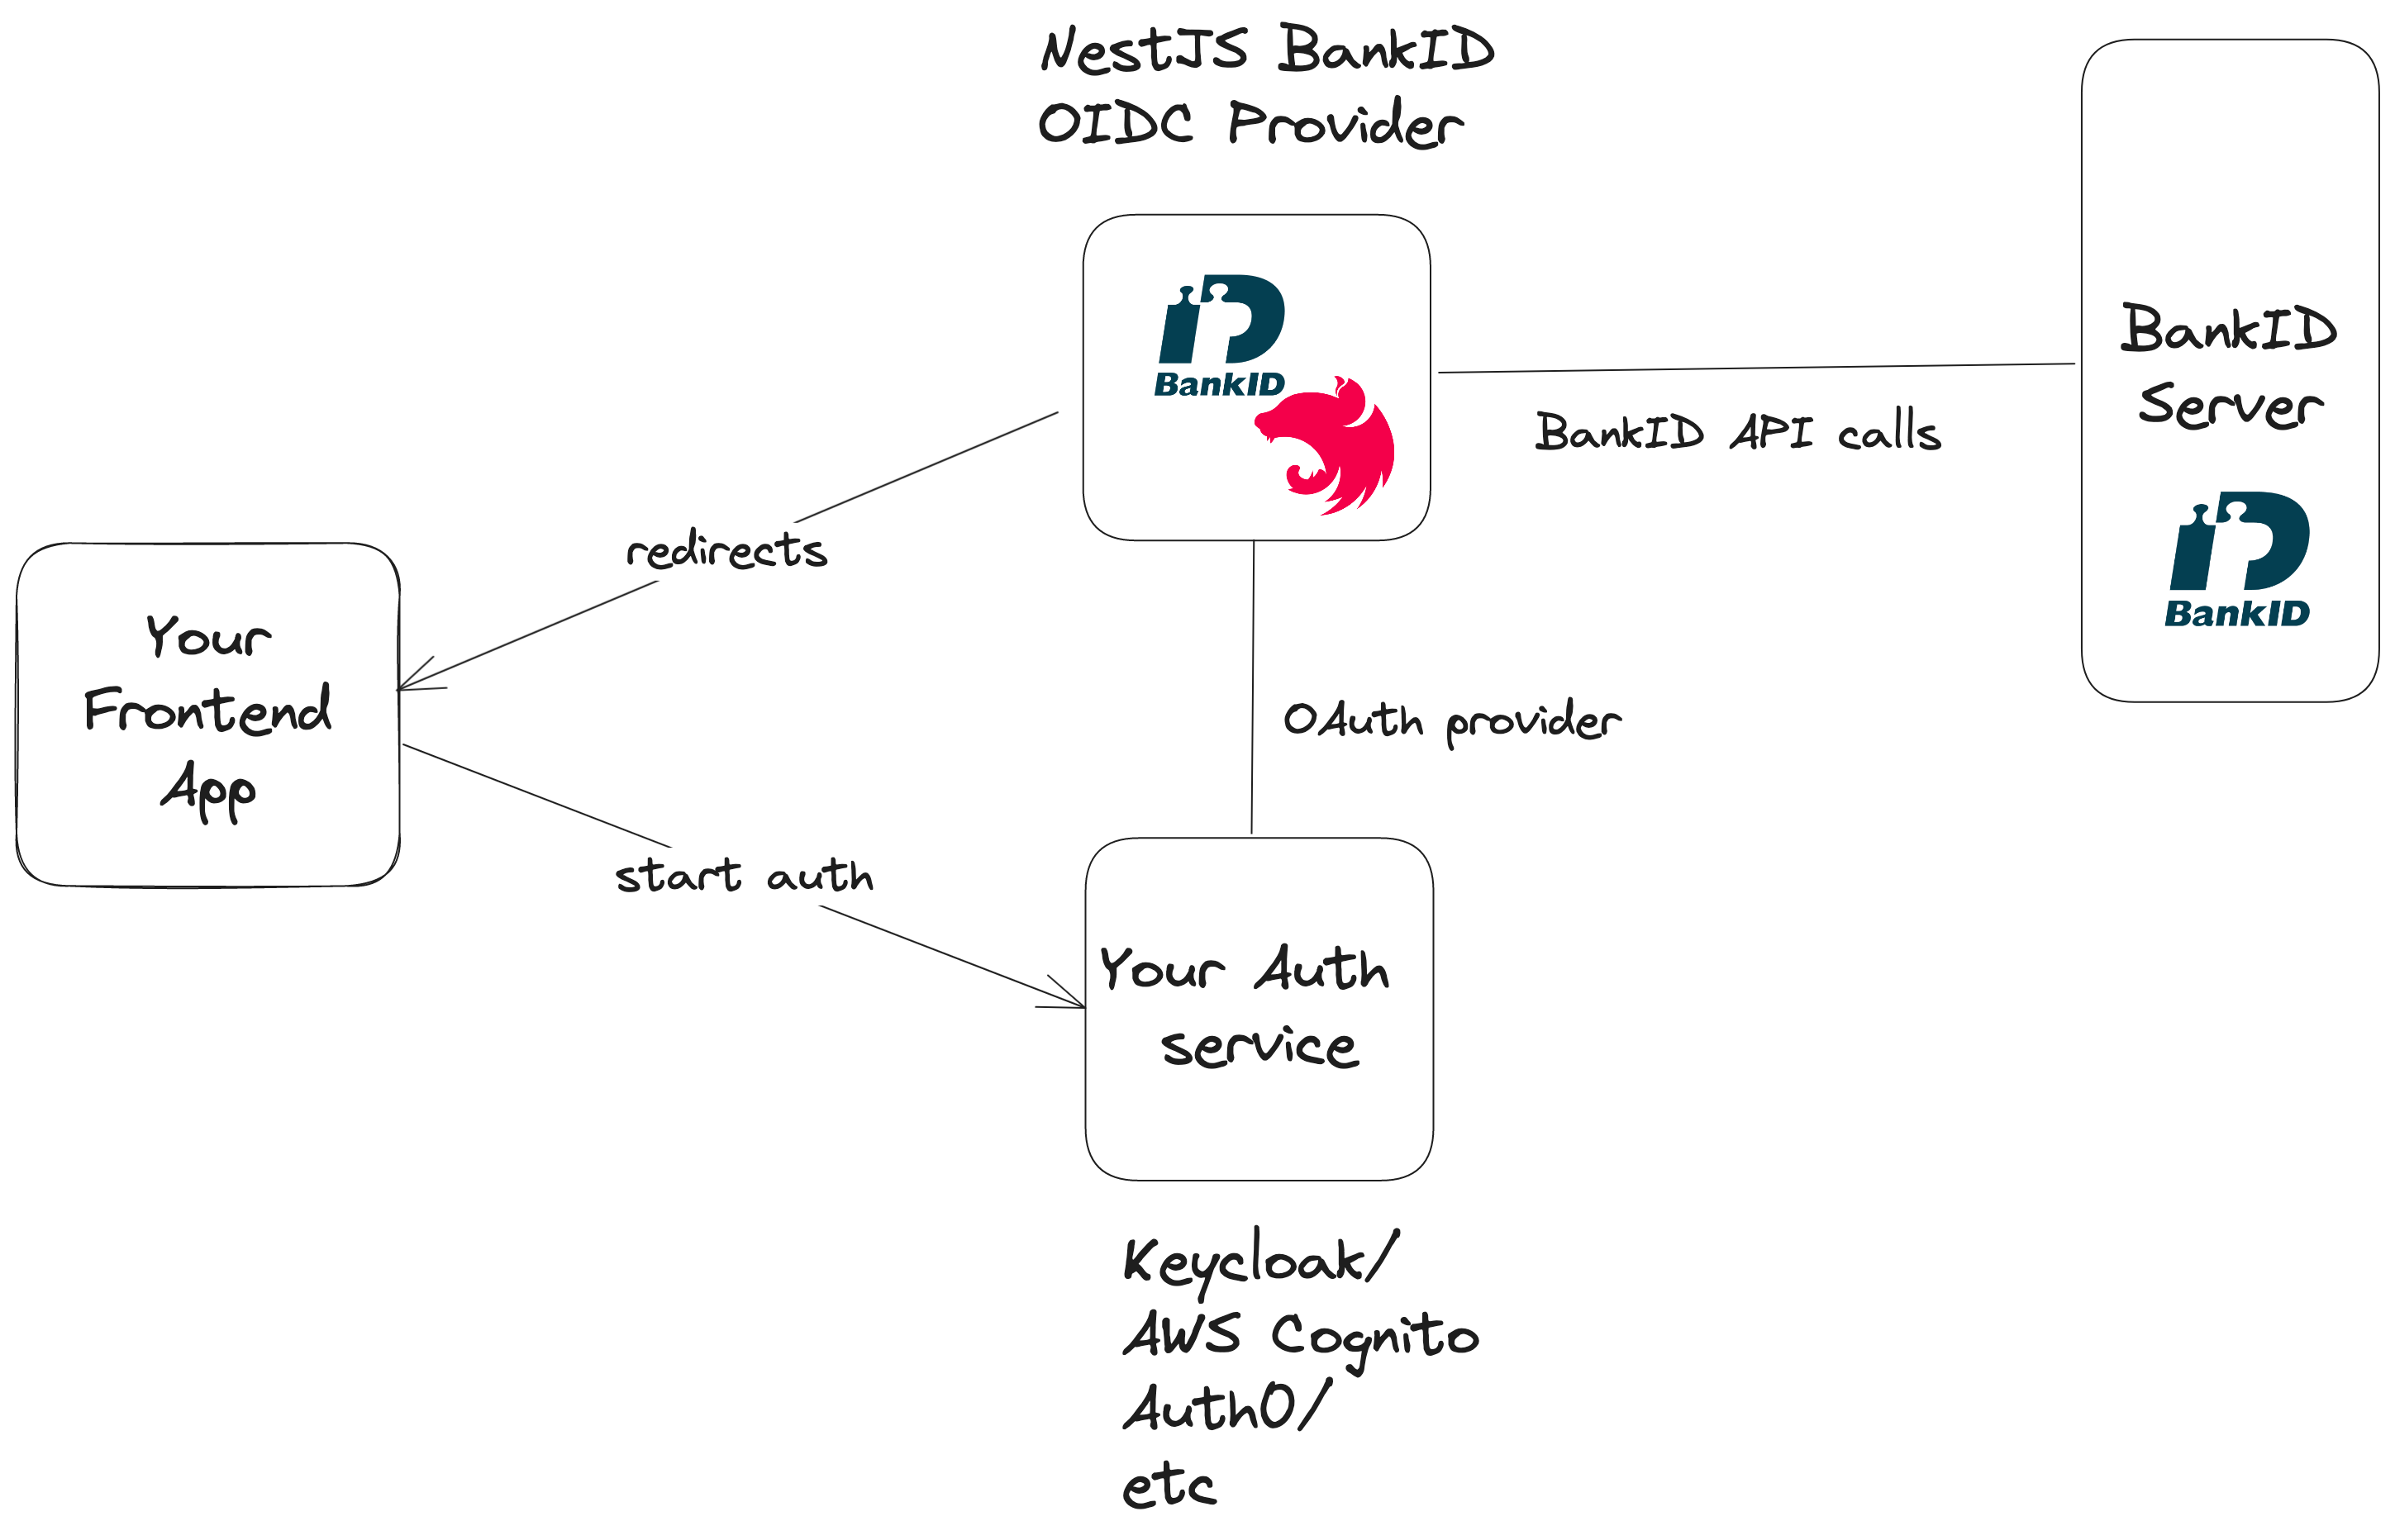 NestJS BankID
OIDC Provider
BankID
BankID API calls
BankID
Server
BankID
redirects
Your
Frontend
App
OAuth provider
start auth
Your Auth
service
Keycloak/
AWS Cognito
Auth0/
etc